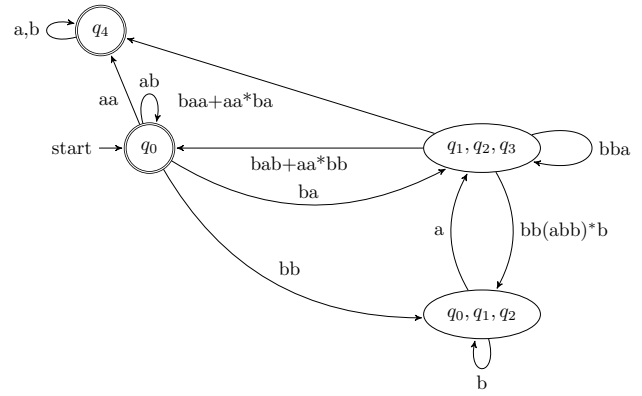 a,b
q₄
aa
ab
baa+aa*ba
start
q₀
bab+aa*bb
q₁, q₂, q₃
bba
ba
a
bb(abb)*b
bb
q₀, q₁, q₂
b